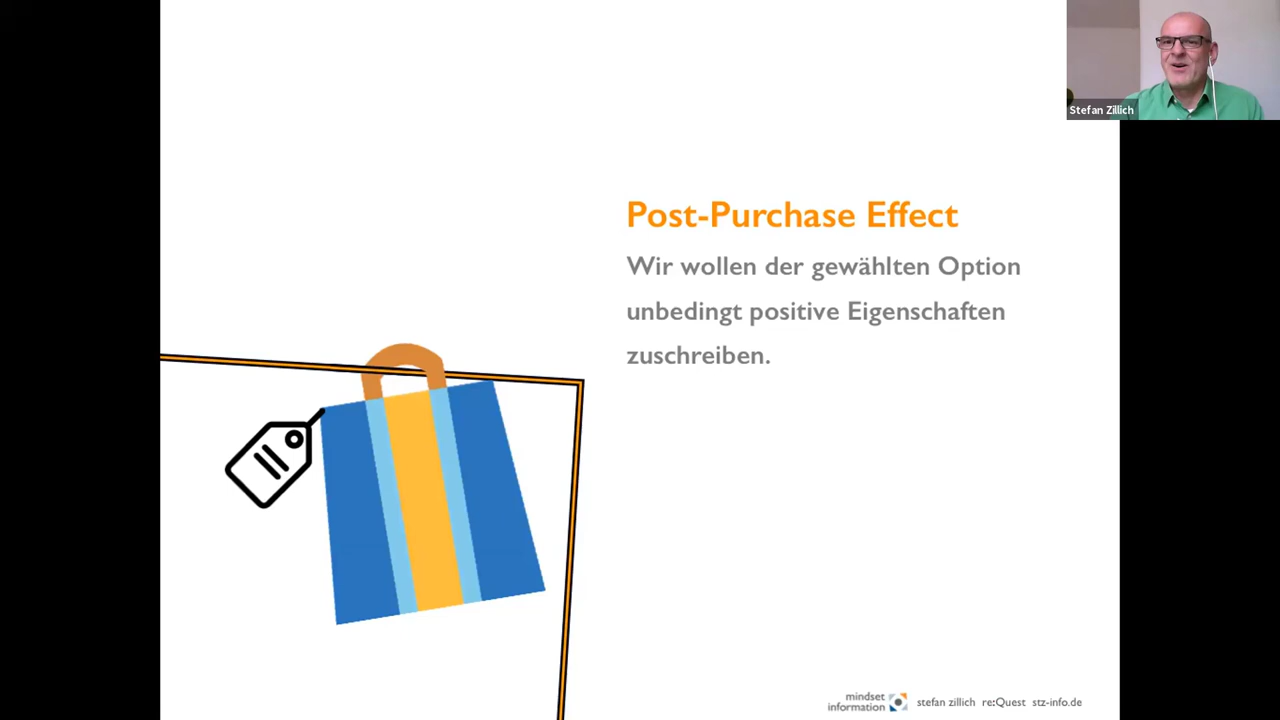 Stefan Zillich
Post-Purchase Effect
Wir wollen der gewählten Option
unbedingt positive Eigenschaften
zuschreiben.
mindset
information
stefan zillich re:Quest stz-info.de